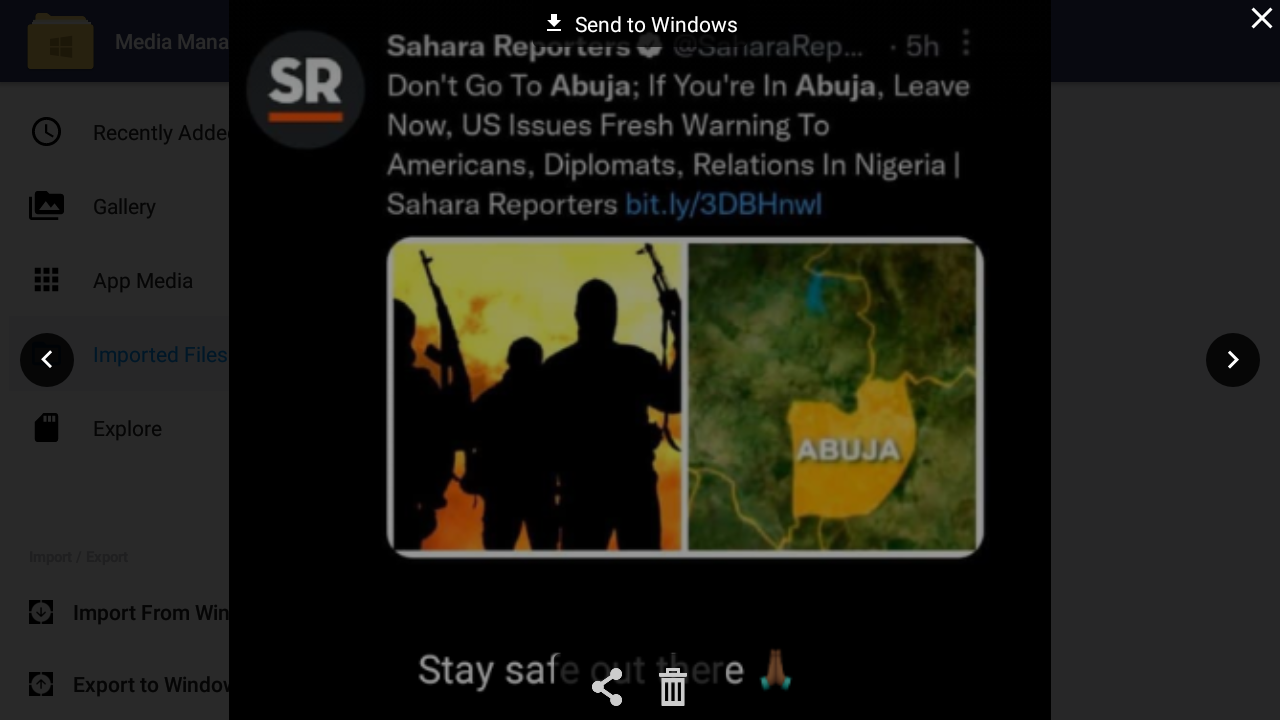 Send to Windows
Media Mana
Sahara Reporters @SaharaRep... · 5h
SR
Don't Go To Abuja; If You're In Abuja, Leave
Now, US Issues Fresh Warning To
Americans, Diplomats, Relations In Nigeria |
Sahara Reporters bit.ly/3DBHnwl
Recently Adde
Gallery
App Media
Imported Files
Explore
ABUJA
Import / Export
Import From Win
Export to Window
Stay safe out there 🙏🏾